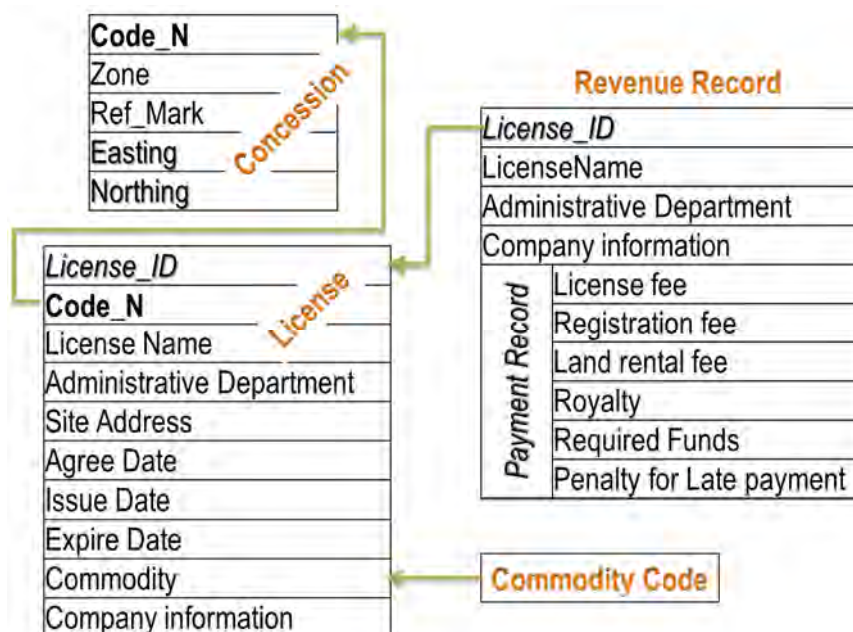 Code_N
Zone
Ref_Mark
Easting
Northing
Concession
Revenue Record
License_ID
LicenseName
Administrative Department
Company information
Payment Record
License fee
Registration fee
Land rental fee
Royalty
Required Funds
Penalty for Late payment
License_ID
Code_N
License Name
Administrative Department
Site Address
Agree Date
Issue Date
Expire Date
Commodity
Company information
License
Commodity Code